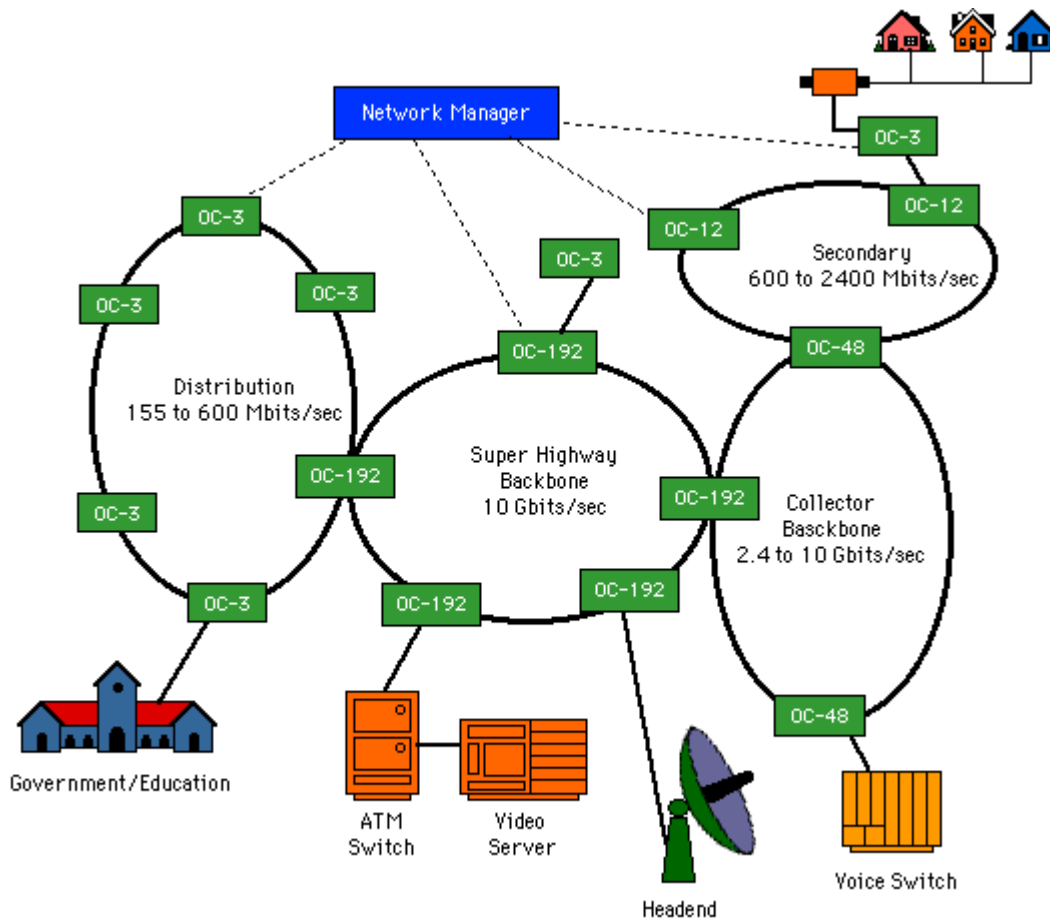 Network Manager
OC-3
OC-3
OC-12
OC-12
Secondary
600 to 2400 Mbits/sec
OC-3
OC-3
OC-3
OC-192
OC-48
Distribution
155 to 600 Mbits/sec
Super Highway
Backbone
10 Gbits/sec
OC-192
OC-192
OC-3
Collector
Basckbone
2.4 to 10 Gbits/sec
OC-3
OC-192
OC-192
OC-48
Government/Education
ATM
Switch
Video
Server
Voice Switch
Headend